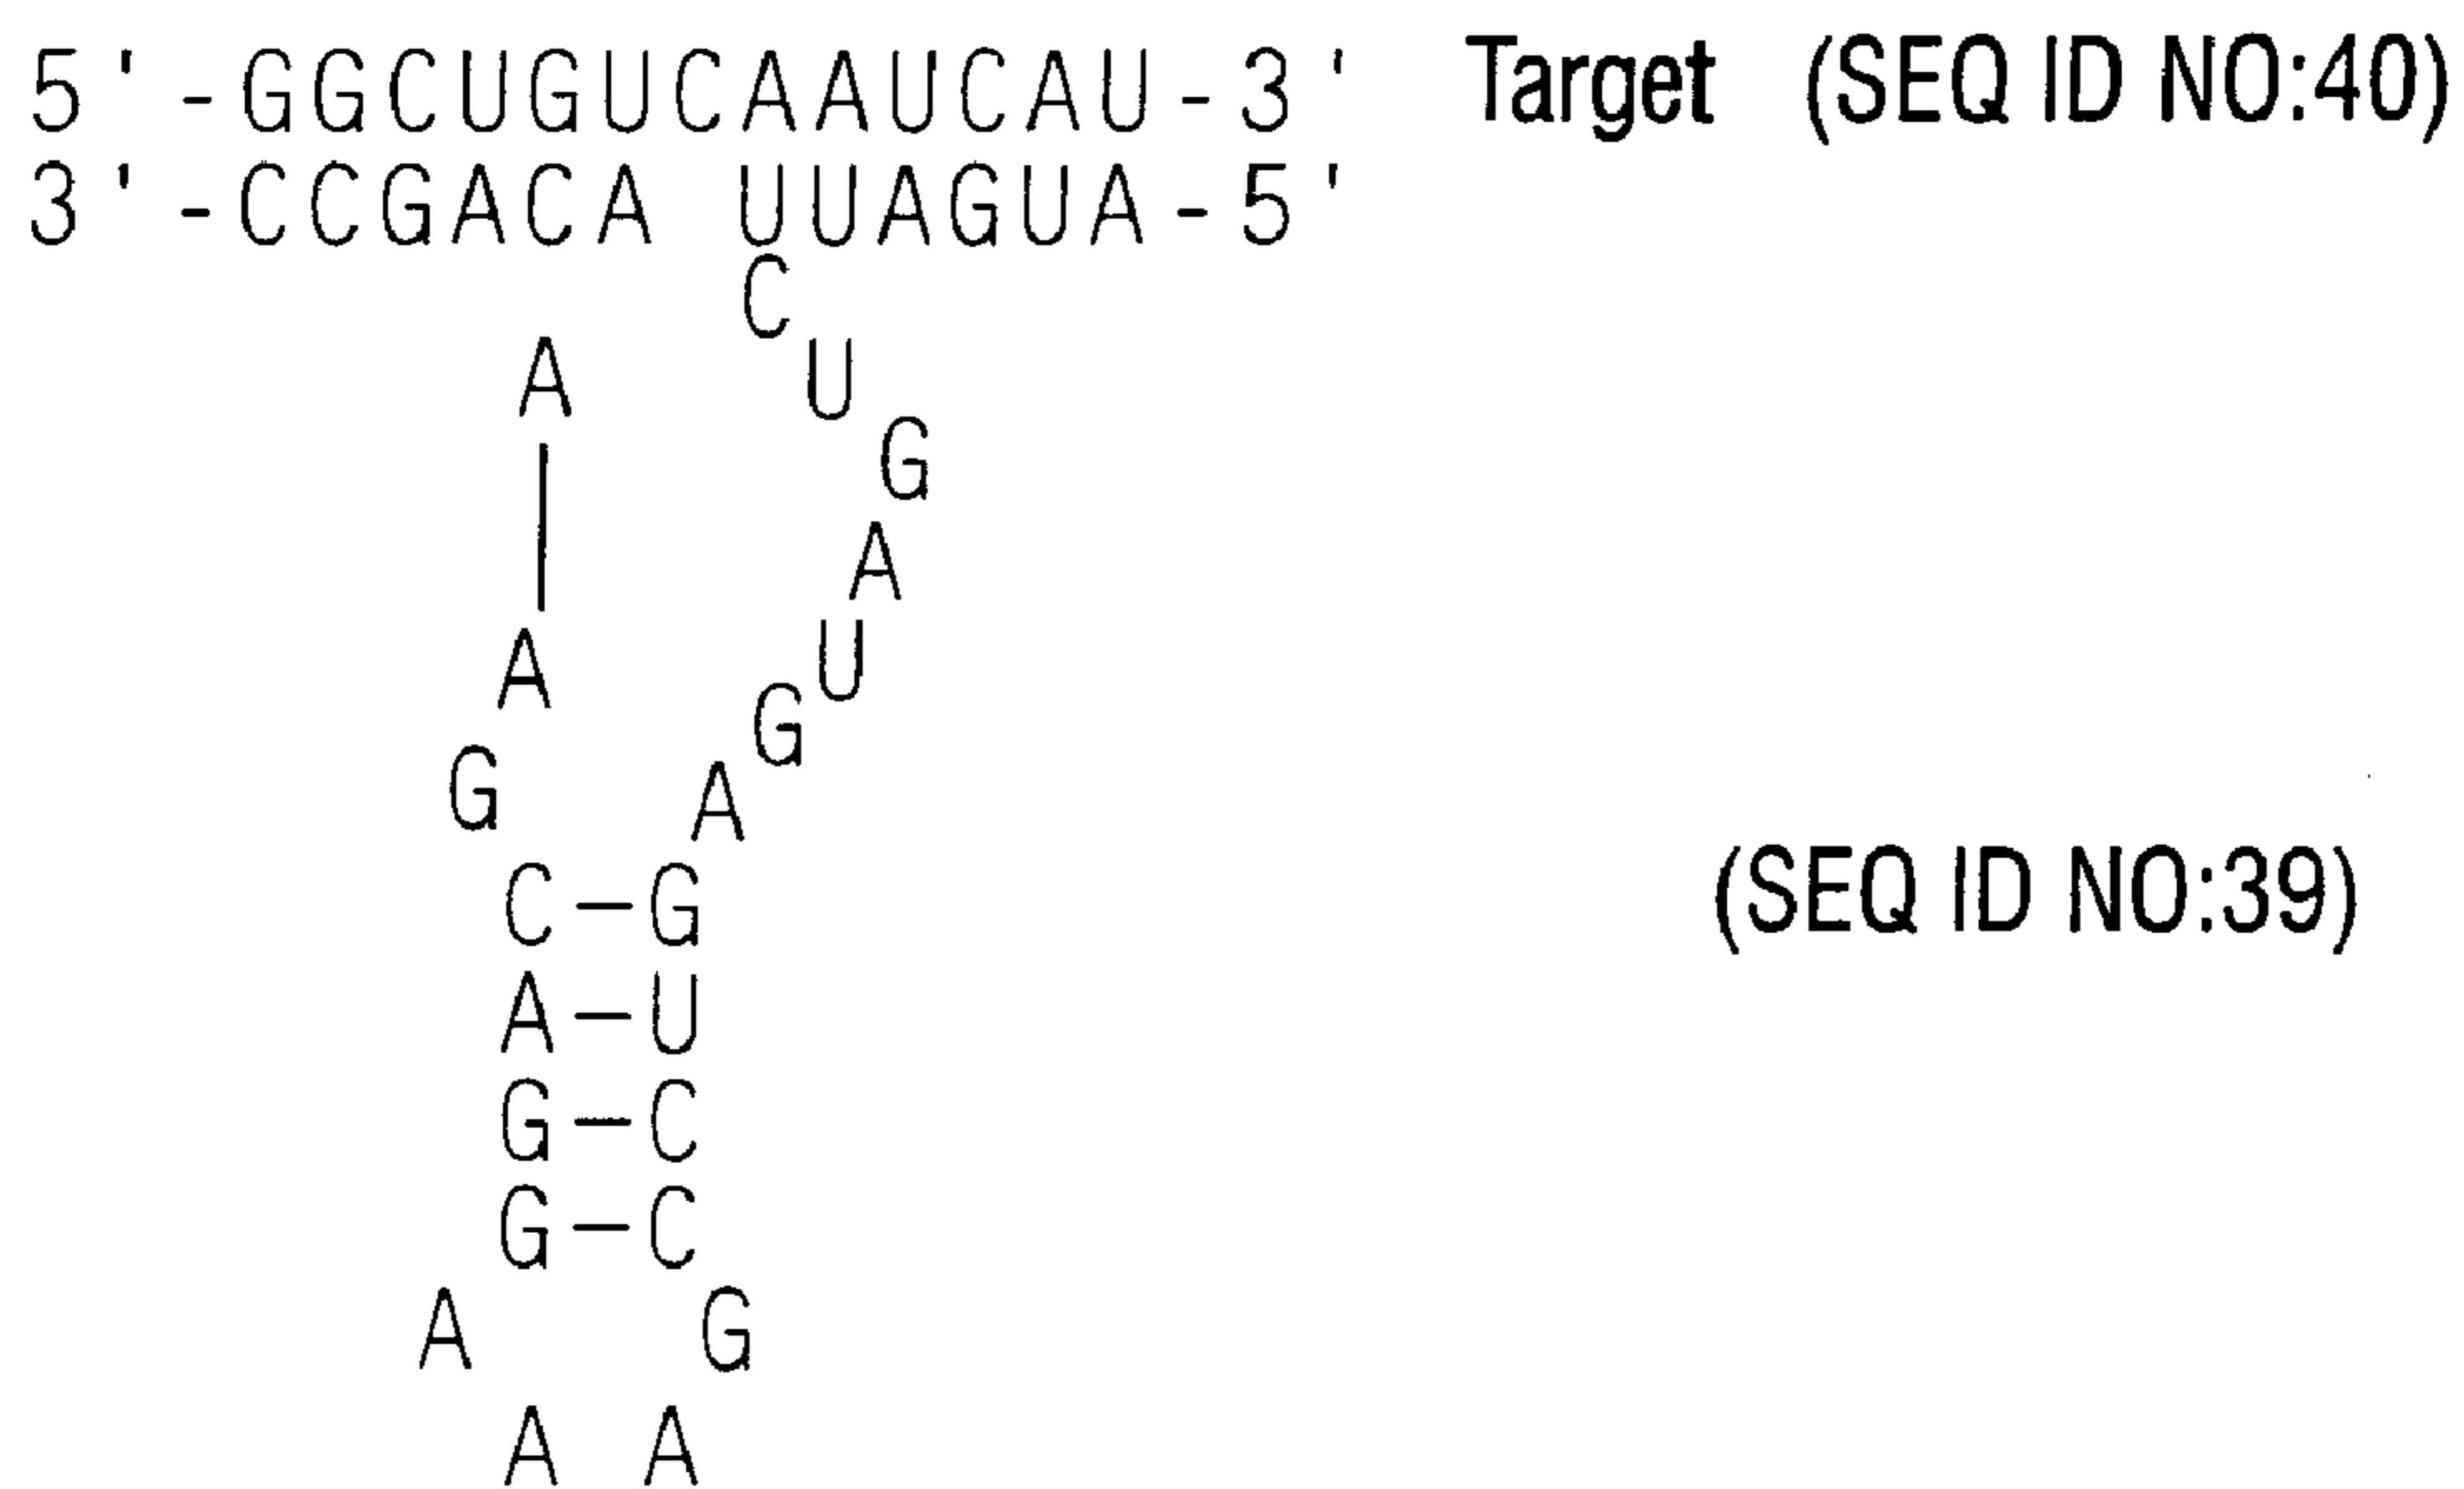 5'-GGCUGUCAAUCAU-3' Target (SEQ ID NO:40)
3'-CCGACA UUAGUA-5'
C
A U
G
A
A U
G
G A
C-G (SEQ ID NO:39)
A-U
G-C
G-C
A G
A A